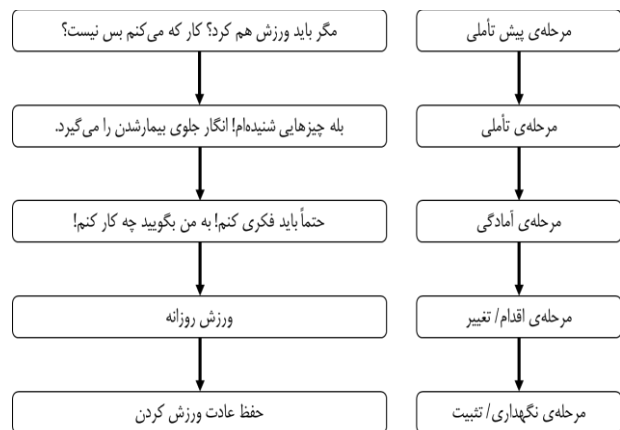 مرحله‌ی پیش تأملی
مگر باید ورزش هم کرد؟ کار که می‌کنم بس نیست؟
مرحله‌ی تأملی
بله چیزهایی شنیده‌ام! انگار جلوی بیمارشدن را می‌گیرد.
مرحله‌ی آمادگی
حتماً باید فکری کنم! به من بگویید چه کار کنم!
مرحله‌ی اقدام/ تغییر
ورزش روزانه
مرحله‌ی نگهداری/ تثبیت
حفظ عادت ورزش کردن